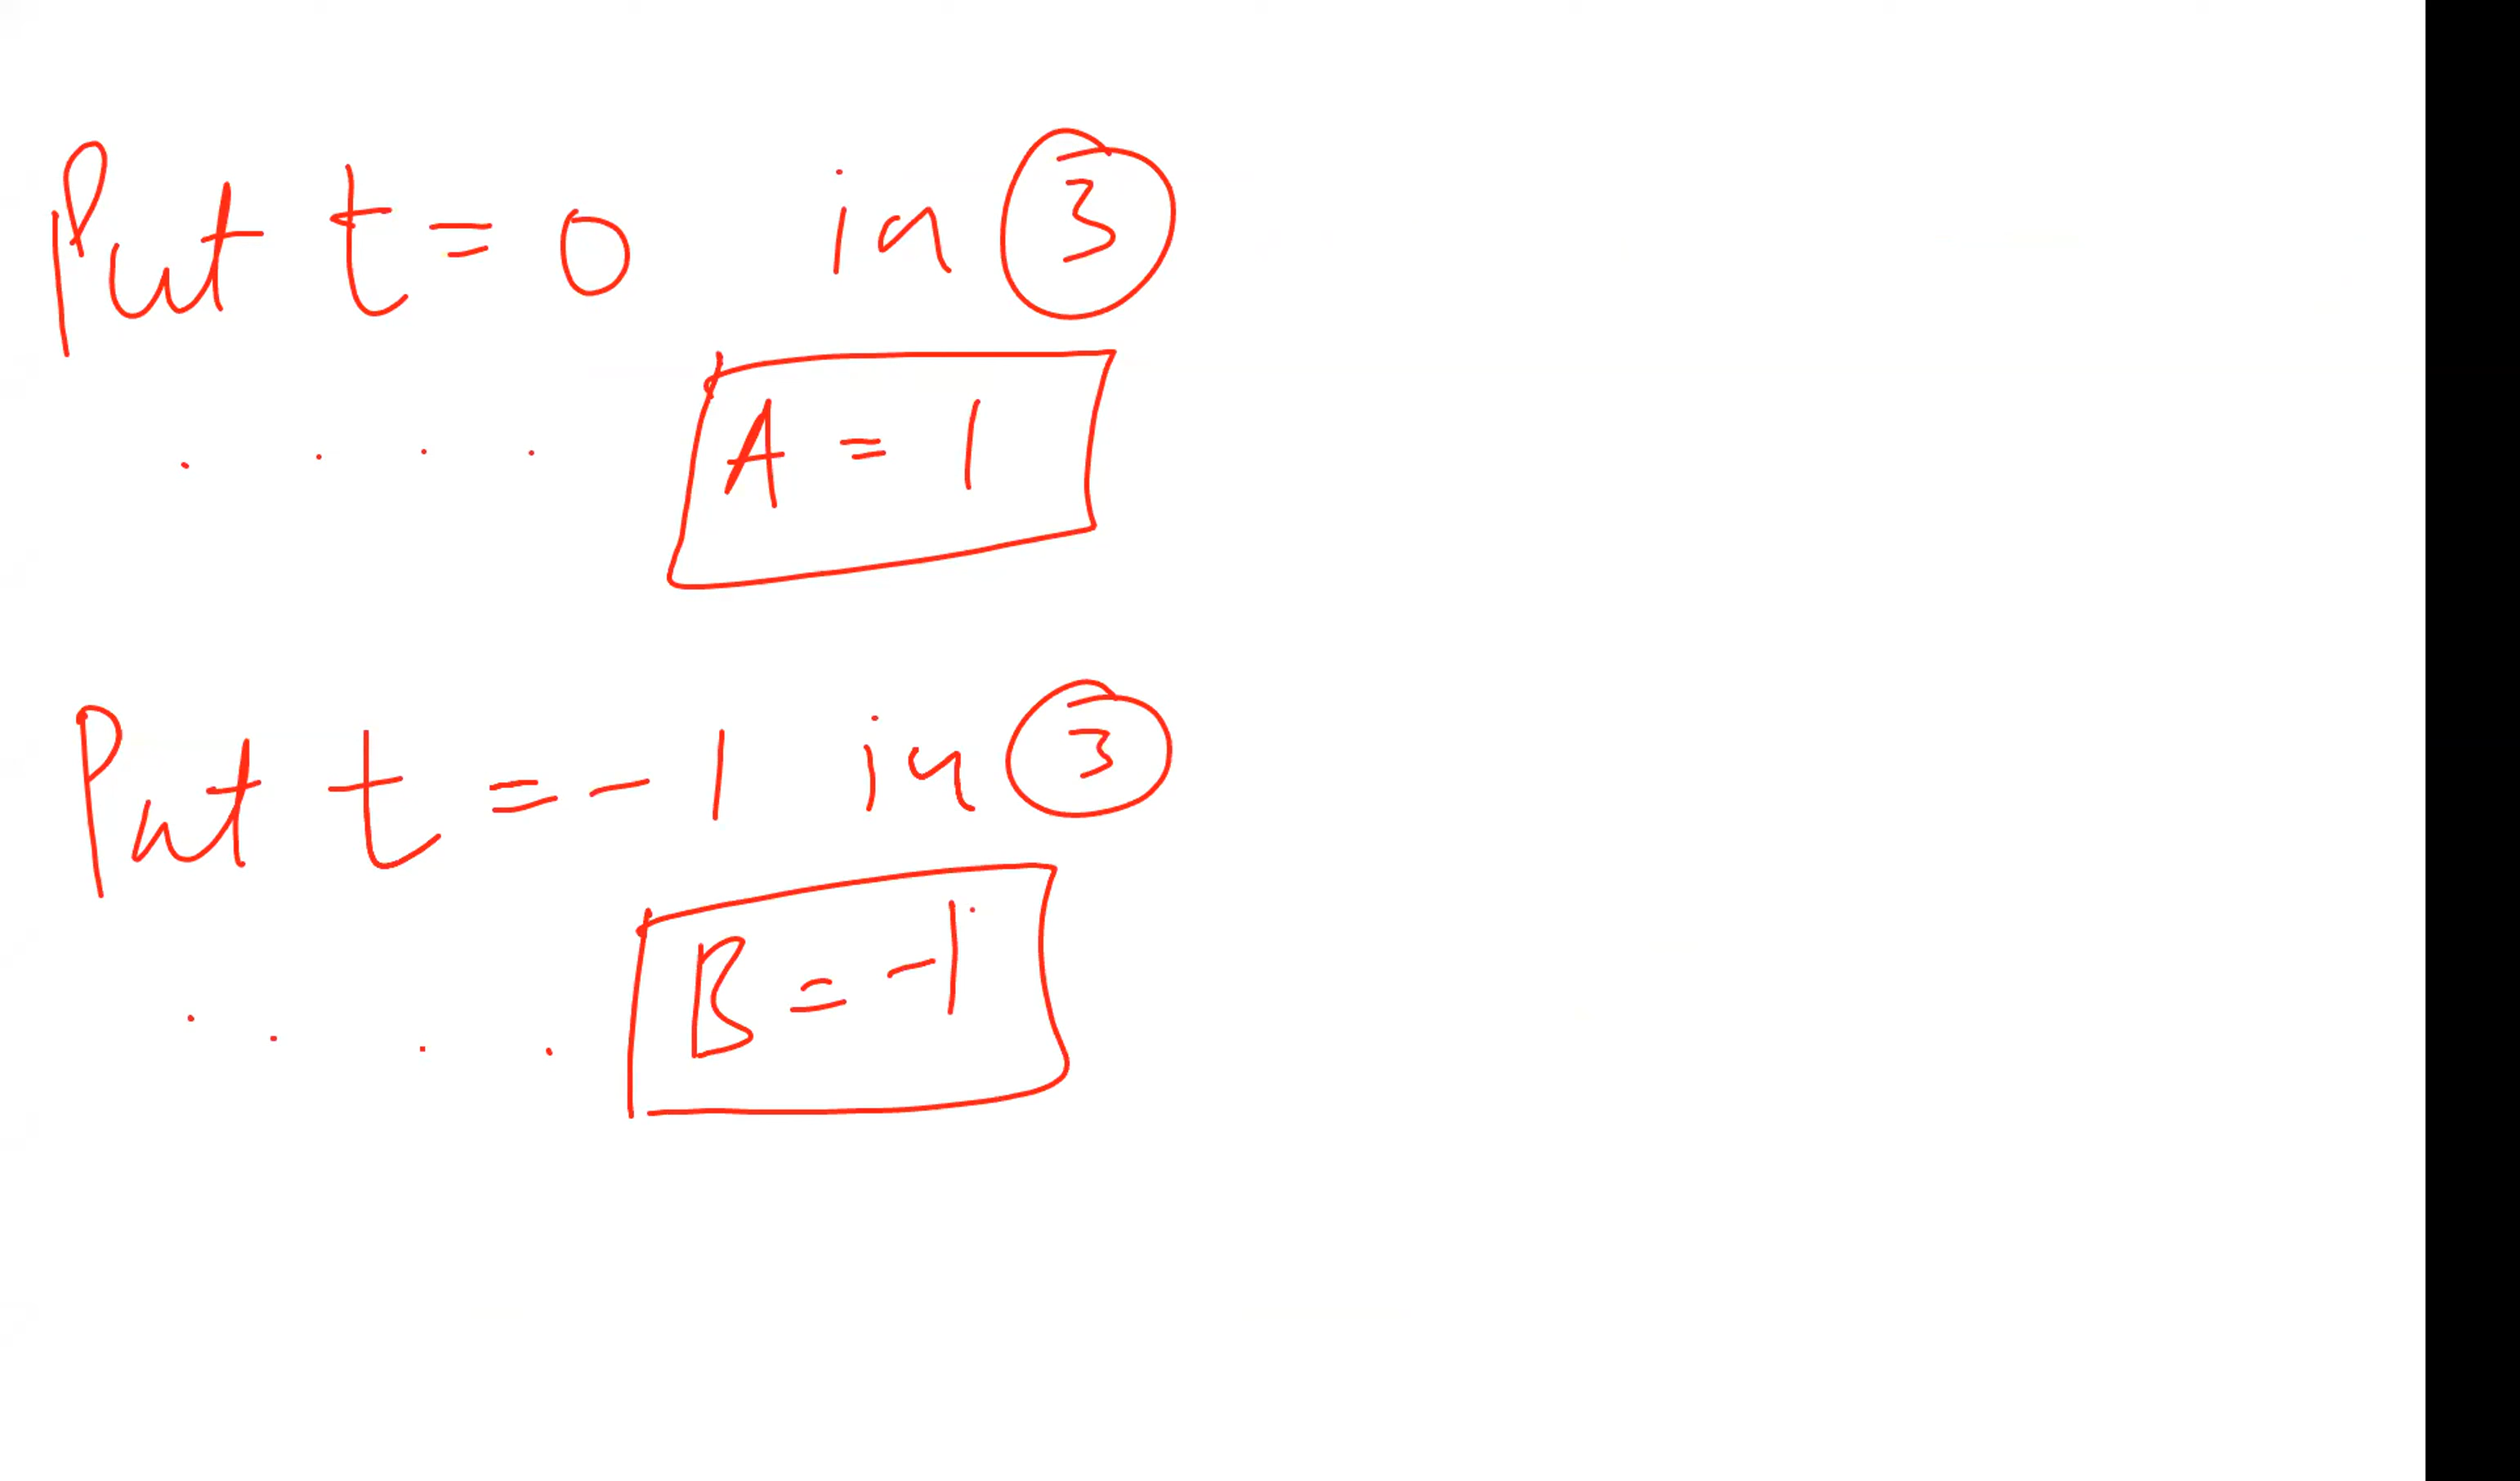 Put t = 0 in ③
. . . . A = 1
Put t = -1 in ③
. . . . B = -1